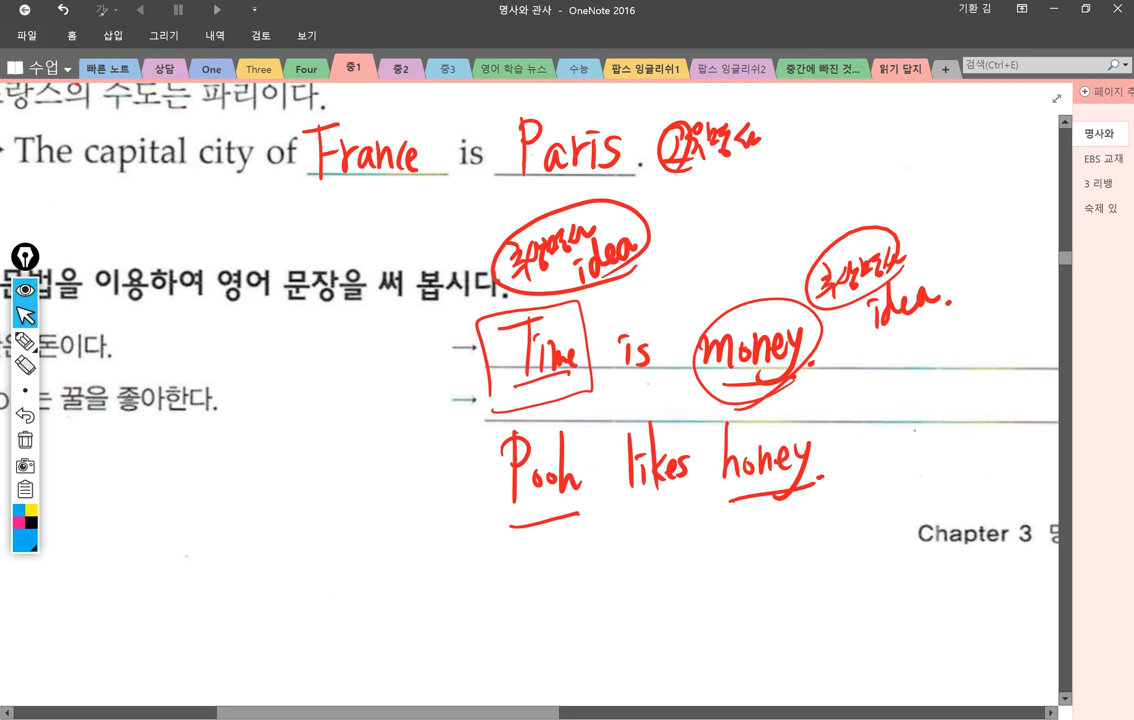 명사와 관사 - OneNote 2016
기환 김
파일 홈 삽입 그리기 내역 검토 보기
수업 빠른 노트 상담 One Three Four 중1 중2 중3 영어 학습 뉴스 수능 팝스 잉글리쉬1 팝스 잉글리쉬2 중간에 빠진 것... 읽기 답지 + 검색(Ctrl+E)
페이지 추
명사와
EBS 교재
3 리뱅
숙제 있
랑스의 수도는 파리이다.
The capital city of France is Paris.
추상명사
idea
추상명사
idea.
문법을 이용하여 영어 문장을 써 봅시다.
돈이다. → Time is money.
는 꿀을 좋아한다. →
Pooh likes honey.
Chapter 3